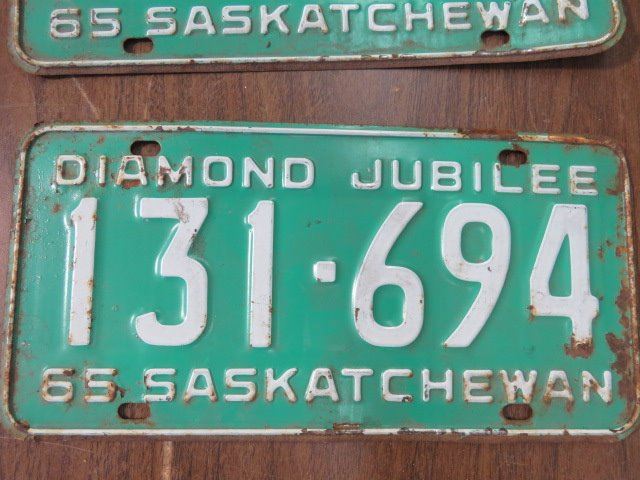 65 SASKATCHEWAN
DIAMOND JUBILEE
131·694
65 SASKATCHEWAN